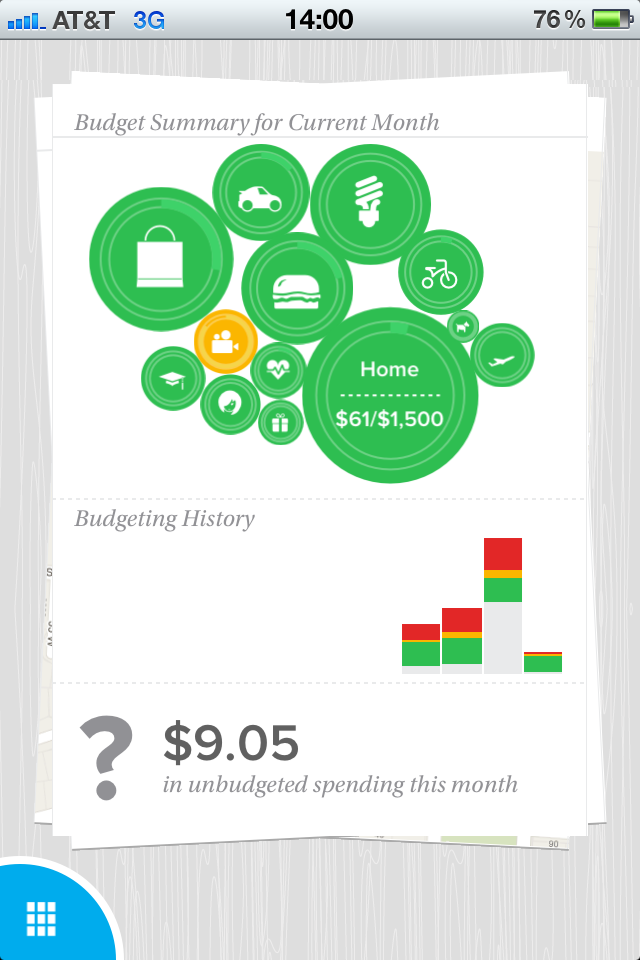 AT&T 3G 14:00 76%
Budget Summary for Current Month
Home
$61/$1,500
Budgeting History
?
$9.05
in unbudgeted spending this month
90